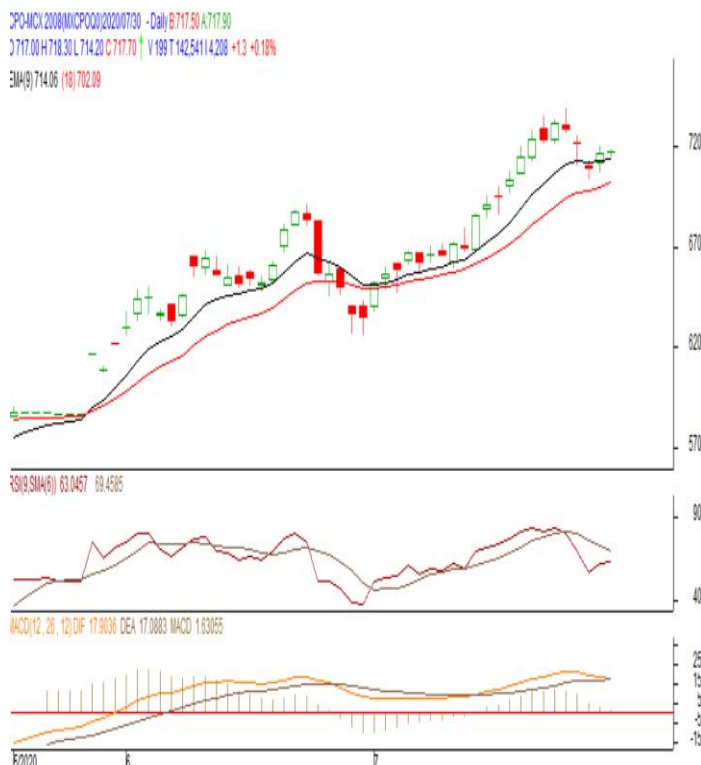 CPO-MCX 2008(MXCPOQ0)2020/07/30 - Daily B:717.50 A:717.90
O 717.00 H 718.30 L 714.20 C 717.70 ↑ V 199 T 142,541 I 4,208 +1.3 +0.18%
EMA(9) 714.06 (18) 702.09
720
670
620
570
RSI(9,SMA(6)) 63.0457 69.4585
90
40
MACD(12, 26, 12) DIF 17.9036 DEA 17.0883 MACD 1.63055
25
15
5
-5
-15
5/2020 6 7